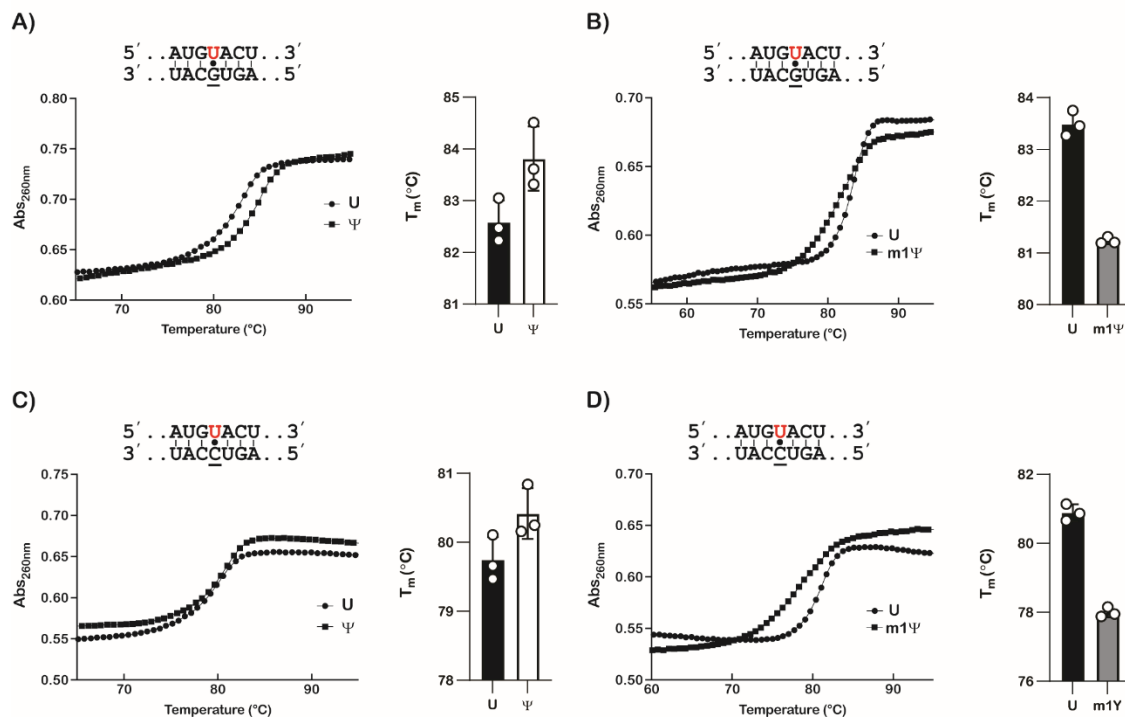 A)
5′ ..AUGUACU..3′
3′ ..UACGUGA..5′
0.80
0.75
0.70
0.65
0.60
Abs260nm
70
80
90
Temperature (°C)
U
Ψ
85
84
83
82
81
Tm (°C)
U
Ψ
B)
5′ ..AUGUACU..3′
3′ ..UACGUGA..5′
0.70
0.65
0.60
0.55
Abs260nm
60
70
80
90
Temperature (°C)
U
m1Ψ
84
83
82
81
80
Tm (°C)
U
m1Ψ
C)
5′ ..AUGUACU..3′
3′ ..UACCUGA..5′
0.75
0.70
0.65
0.60
0.55
0.50
Abs260nm
70
80
90
Temperature (°C)
U
Ψ
81
80
79
78
Tm (°C)
U
Ψ
D)
5′ ..AUGUACU..3′
3′ ..UACCUGA..5′
0.70
0.65
0.60
0.55
0.50
Abs260nm
60
70
80
90
Temperature (°C)
U
m1Ψ
82
80
78
76
Tm (°C)
U
m1Y